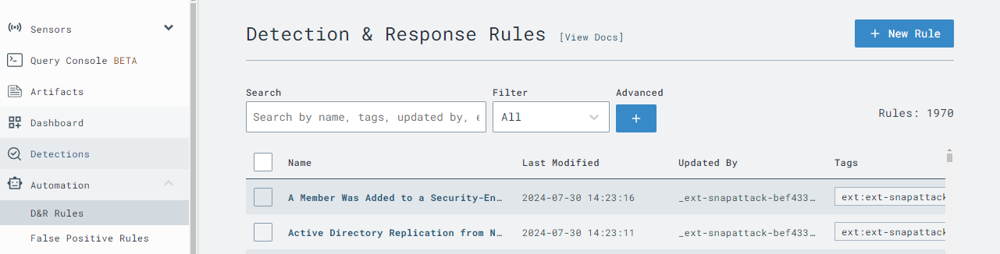 Sensors
Query Console BETA
Artifacts
Dashboard
Detections
Automation
D&R Rules
False Positive Rules
Detection & Response Rules [View Docs]
+ New Rule
Search
Filter
Advanced
Search by name, tags, updated by, e
All
+
Rules: 1970
Name Last Modified Updated By Tags
A Member Was Added to a Security-En… 2024-07-30 14:23:16 _ext-snapattack-bef433… ext:ext-snapattack
Active Directory Replication from N… 2024-07-30 14:23:11 _ext-snapattack-bef433… ext:ext-snapattack